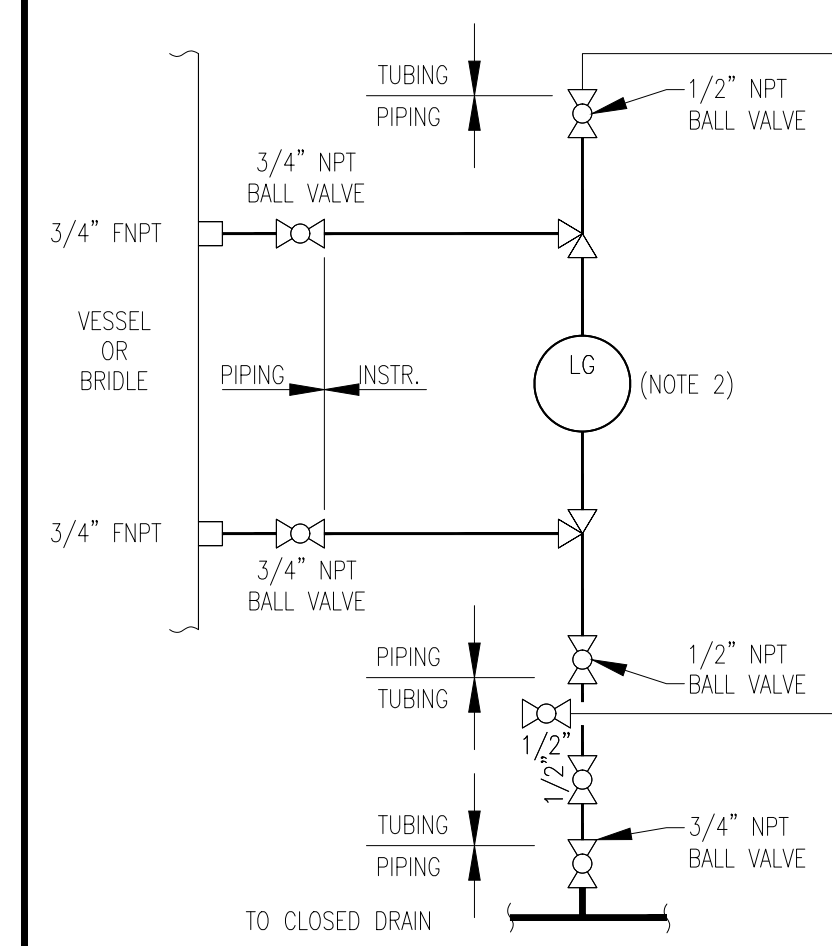 TUBING
PIPING
1/2" NPT
BALL VALVE
3/4" NPT
BALL VALVE
3/4" FNPT
VESSEL
OR
BRIDLE
PIPING
INSTR.
LG
(NOTE 2)
3/4" FNPT
3/4" NPT
BALL VALVE
PIPING
TUBING
1/2" NPT
BALL VALVE
1/2"
1/2"
TUBING
PIPING
3/4" NPT
BALL VALVE
TO CLOSED DRAIN